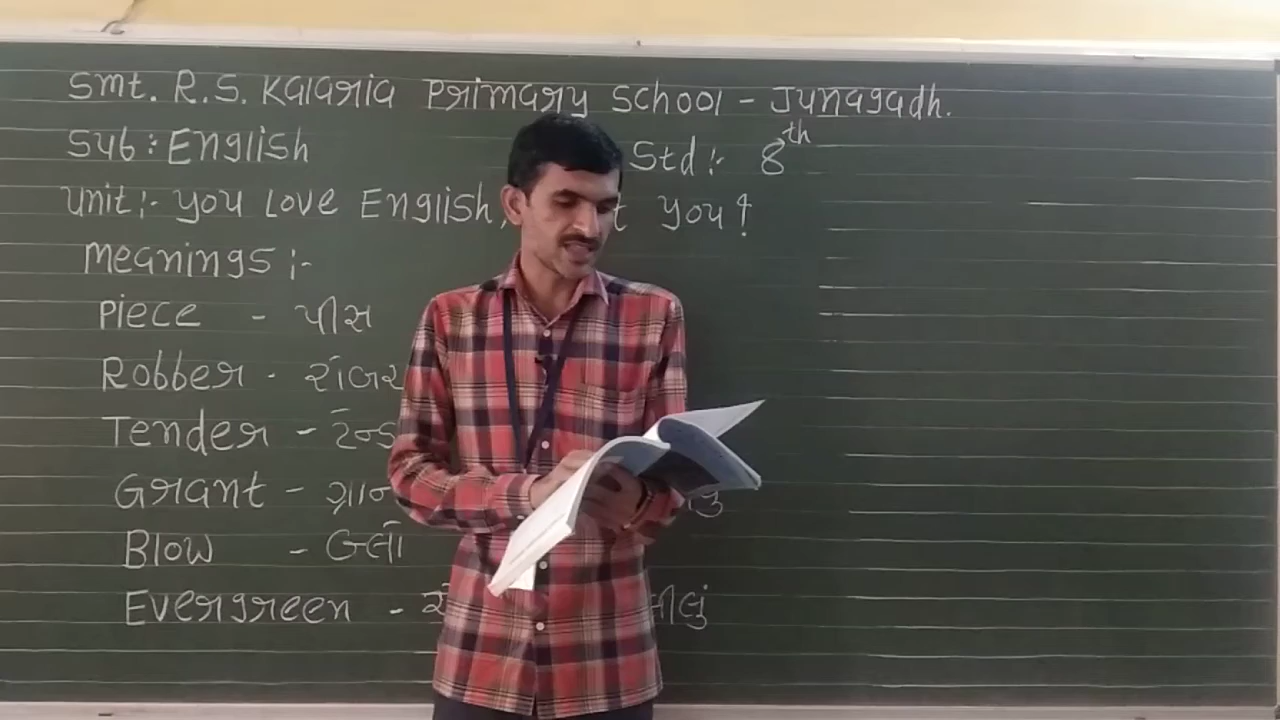 Smt. R.S. Kalaria Primary School - Junagadh.
Sub : English Std :- 8th
Unit :- You Love English, you !
Meanings :-
Piece - પીસ
Robber - રોબર
Tender -
Grant -
Blow - બ્લો
Evergreen -